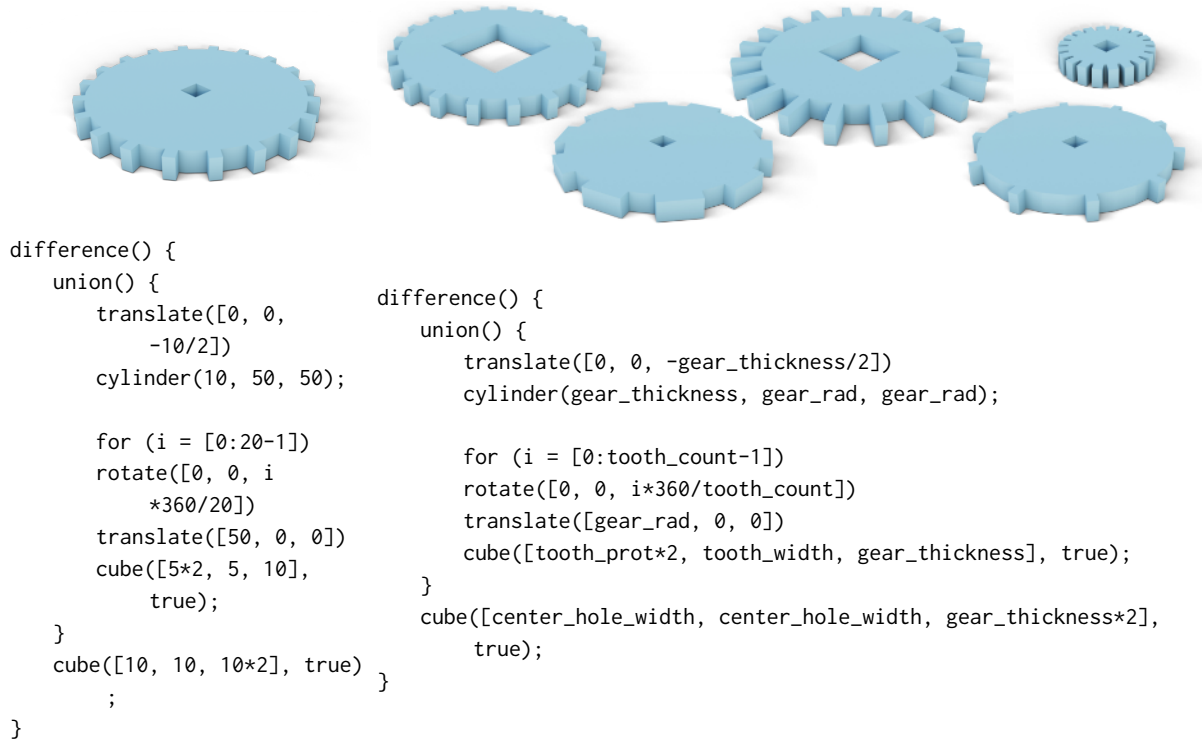 difference() {
union() {
translate([0, 0,
-10/2])
cylinder(10, 50, 50);
for (i = [0:20-1])
rotate([0, 0, i
*360/20])
translate([50, 0, 0])
cube([5*2, 5, 10],
true);
}
cube([10, 10, 10*2], true)
;
}
difference() {
union() {
translate([0, 0, -gear_thickness/2])
cylinder(gear_thickness, gear_rad, gear_rad);
for (i = [0:tooth_count-1])
rotate([0, 0, i*360/tooth_count])
translate([gear_rad, 0, 0])
cube([tooth_prot*2, tooth_width, gear_thickness], true);
}
cube([center_hole_width, center_hole_width, gear_thickness*2],
true);
}